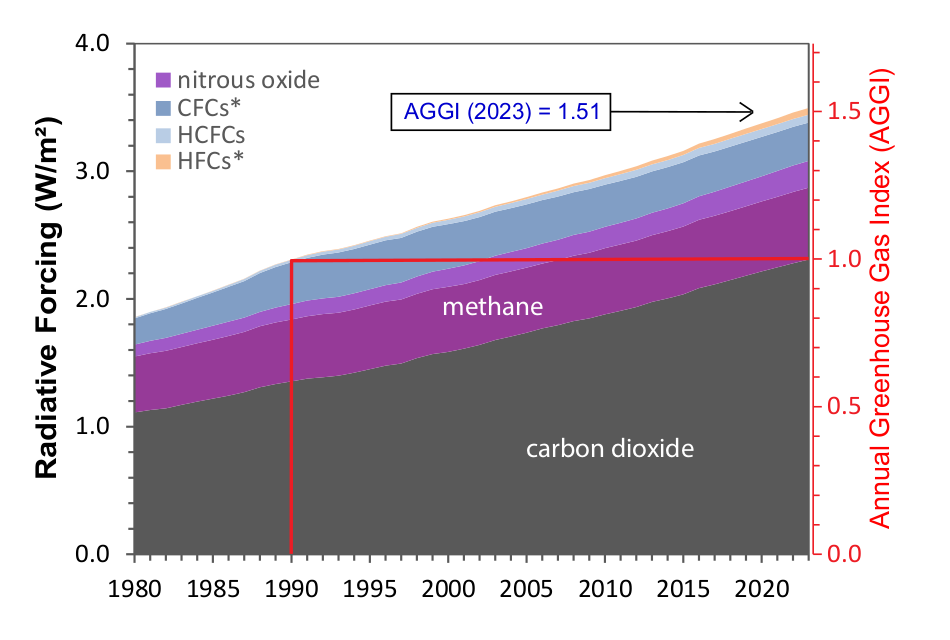 4.0
3.0
2.0
1.0
0.0
Radiative Forcing (W/m²)
nitrous oxide
CFCs*
HCFCs
HFCs*
AGGI (2023) = 1.51
methane
carbon dioxide
1.5
1.0
0.5
0.0
Annual Greenhouse Gas Index (AGGI)
1980 1985 1990 1995 2000 2005 2010 2015 2020